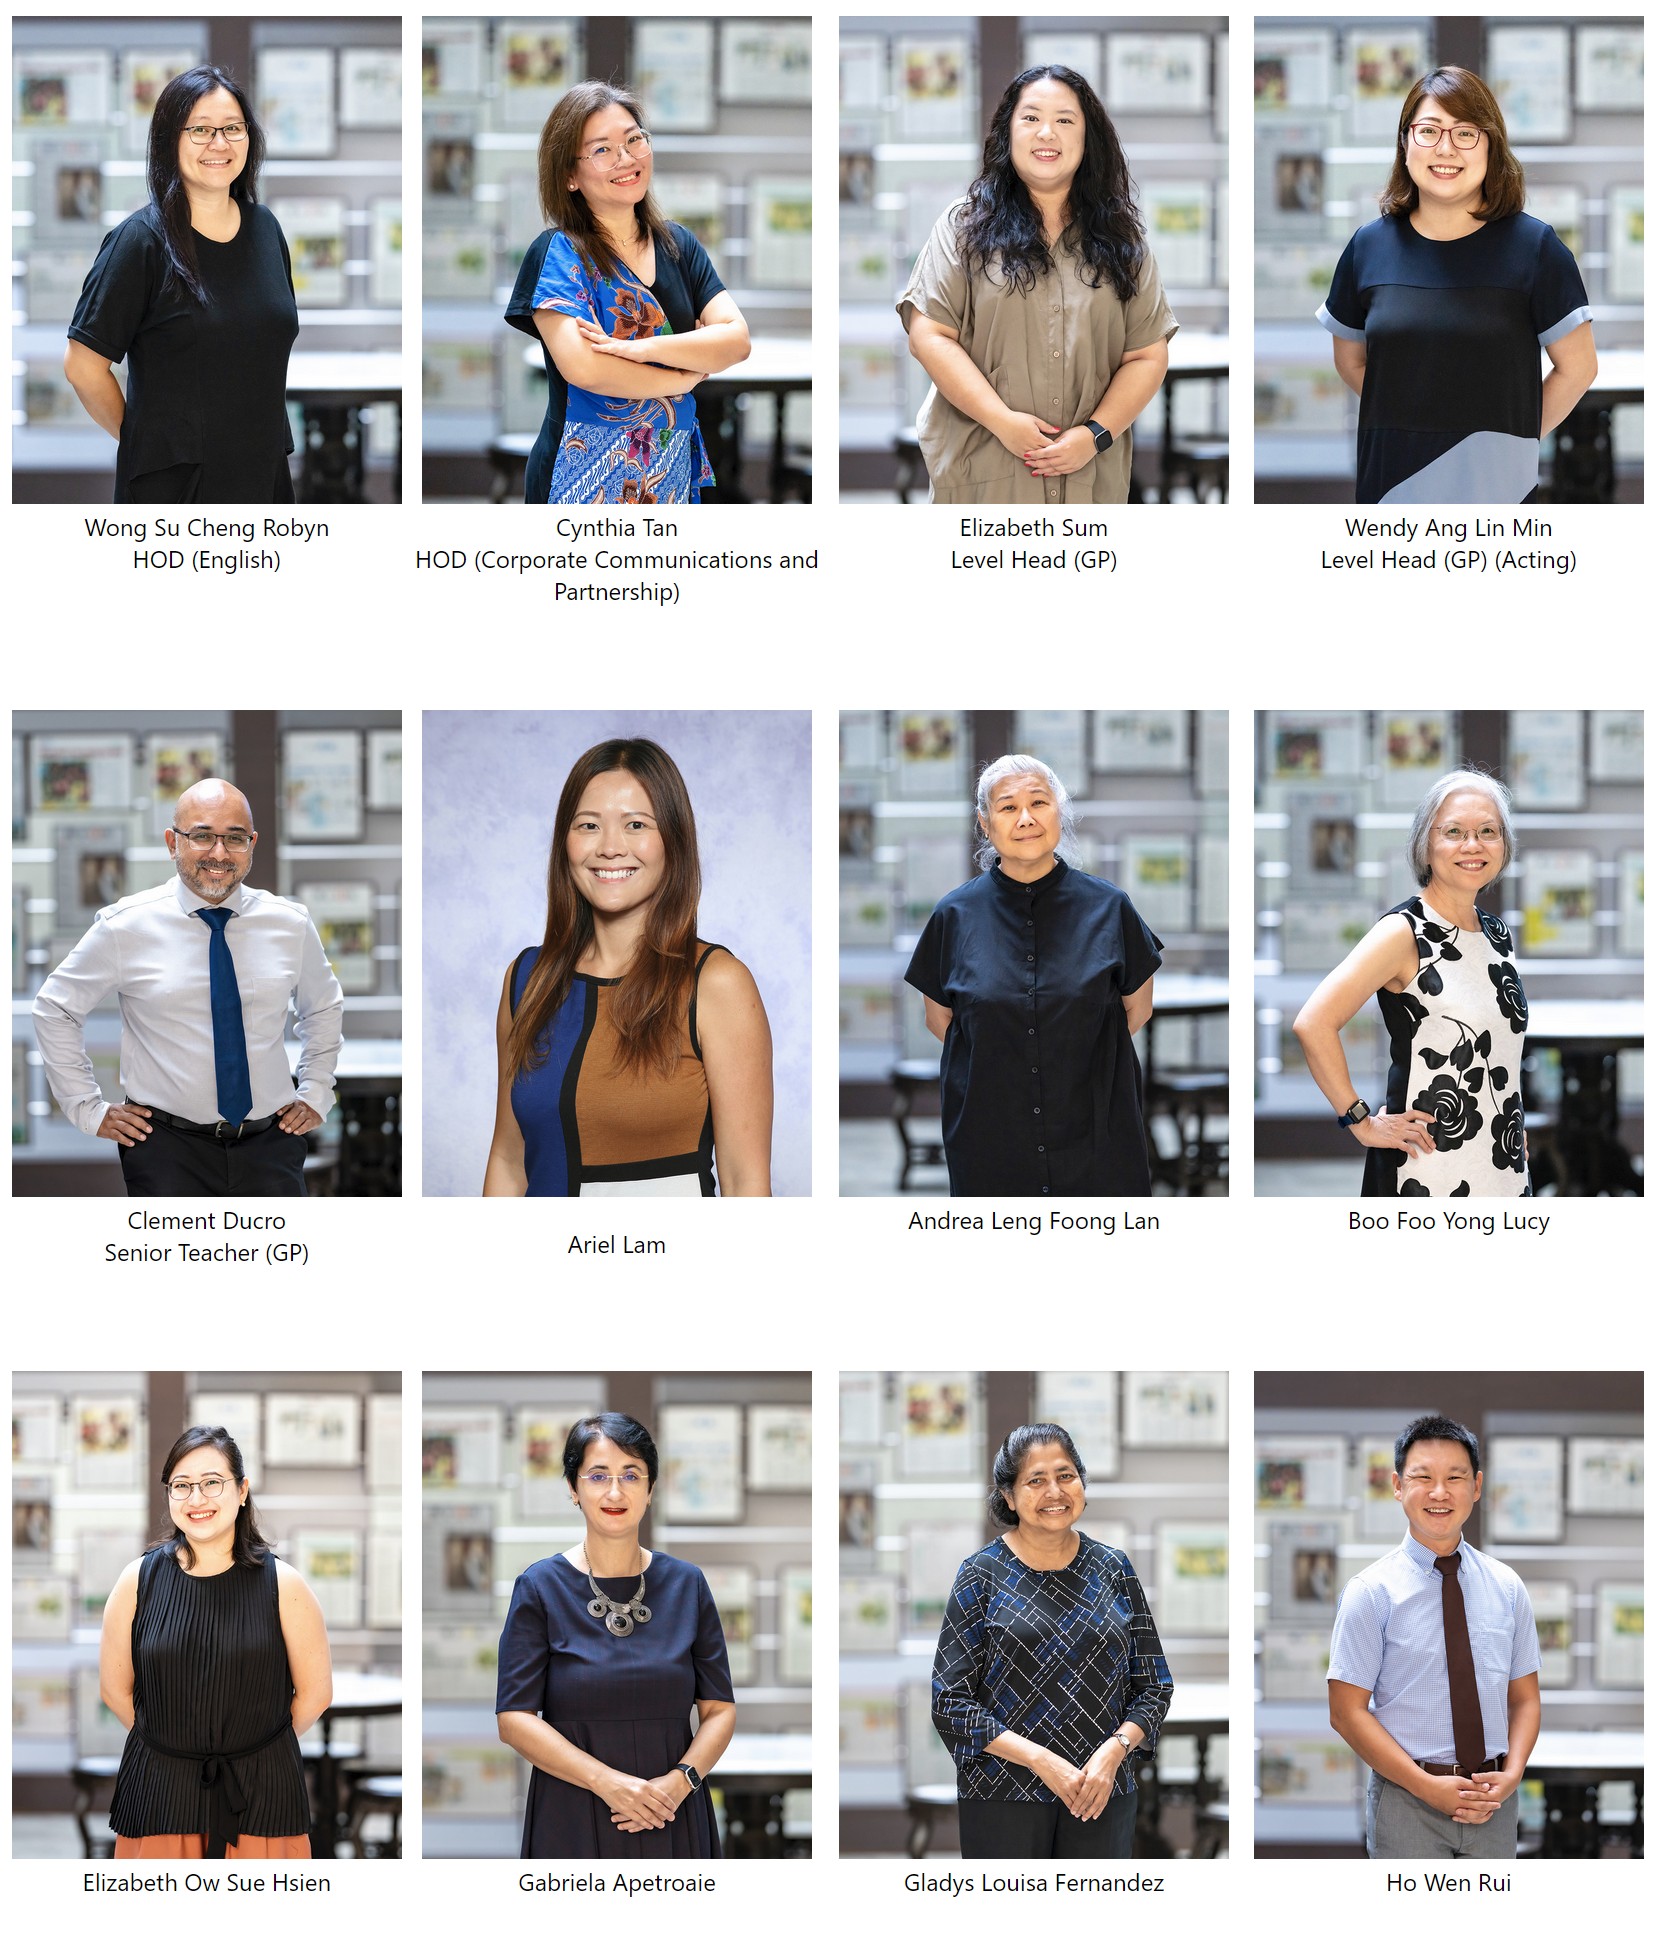 Wong Su Cheng Robyn
HOD (English)
Cynthia Tan
HOD (Corporate Communications and
Partnership)
Elizabeth Sum
Level Head (GP)
Wendy Ang Lin Min
Level Head (GP) (Acting)
Clement Ducro
Senior Teacher (GP)
Ariel Lam
Andrea Leng Foong Lan
Boo Foo Yong Lucy
Elizabeth Ow Sue Hsien
Gabriela Apetroaie
Gladys Louisa Fernandez
Ho Wen Rui